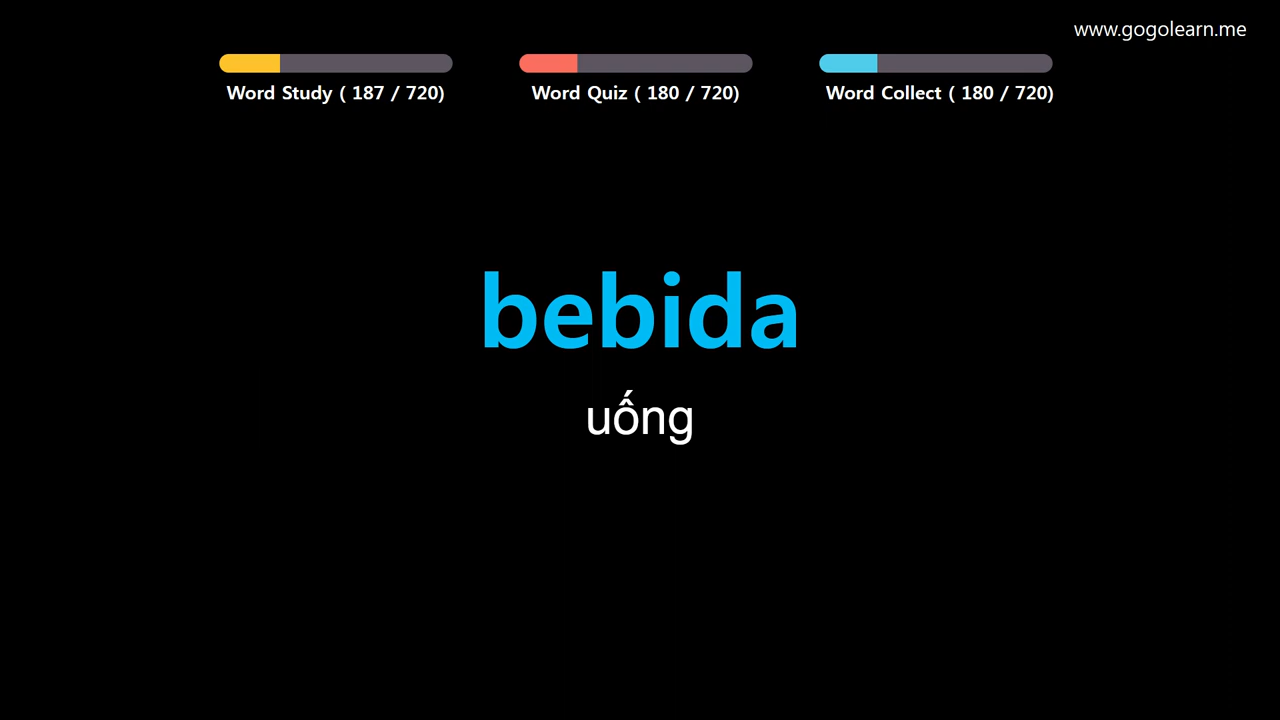 www.gogolearn.me
Word Study ( 187 / 720)
Word Quiz ( 180 / 720)
Word Collect ( 180 / 720)
bebida
uống